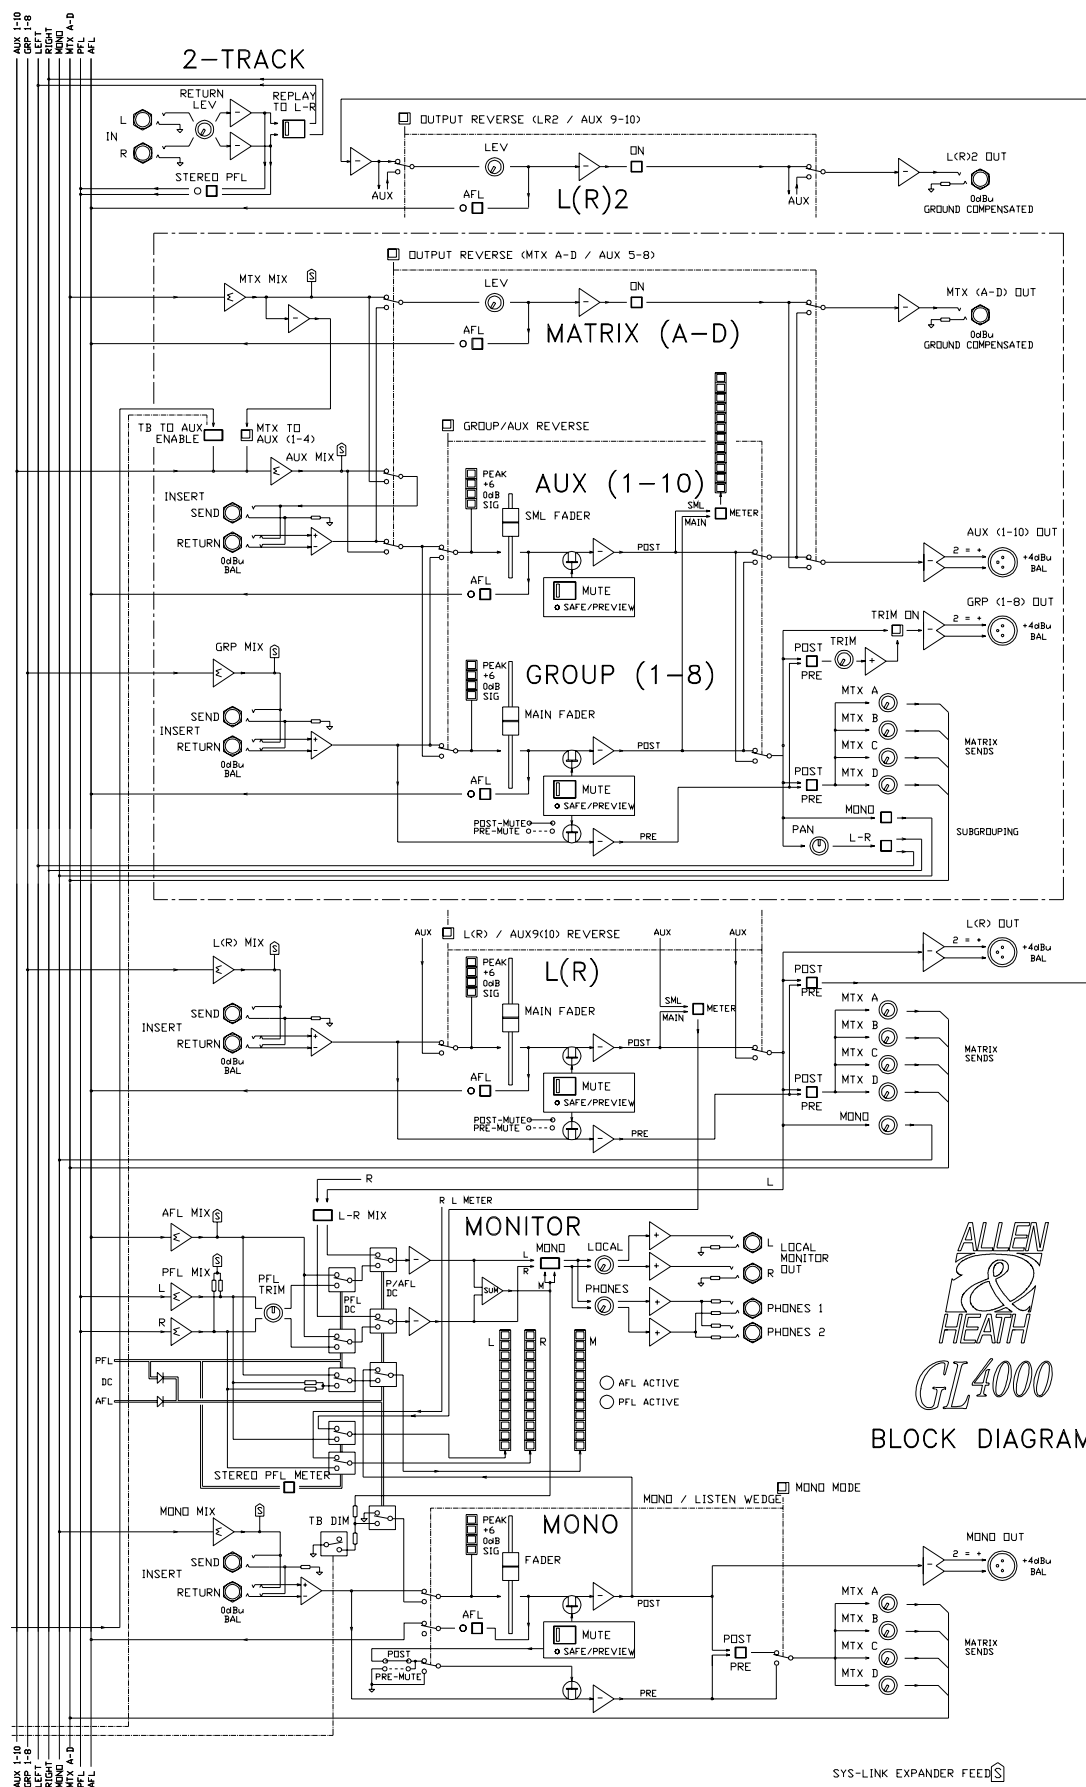 AUX 1-10
GRP 1-8
LEFT
RIGHT
MONO
MTX A-D
PFL
AFL
2-TRACK
RETURN
LEV
REPLAY
TO L-R
L
IN
R
STEREO PFL
OUTPUT REVERSE (LR2 / AUX 9-10)
LEV
ON
AUX
AFL
L(R)2
AUX
L(R)2 OUT
0dBu
GROUND COMPENSATED
OUTPUT REVERSE (MTX A-D / AUX 5-8)
MTX MIX
S
LEV
ON
AFL
MATRIX (A-D)
MTX (A-D) OUT
0dBu
GROUND COMPENSATED
TB TO AUX
ENABLE
MTX TO
AUX (1-4)
GROUP/AUX REVERSE
AUX MIX
S
INSERT
SEND
RETURN
0dBu
BAL
PEAK
+6
0dB
SIG
AUX (1-10)
SML FADER
SML
MAIN
METER
POST
AFL
MUTE
SAFE/PREVIEW
AUX (1-10) OUT
2 = +
+4dBu
BAL
GRP (1-8) OUT
TRIM ON
2 = +
+4dBu
BAL
POST
PRE
TRIM
GRP MIX
S
SEND
INSERT
RETURN
0dBu
BAL
PEAK
+6
0dB
SIG
GROUP (1-8)
MAIN FADER
POST
AFL
MUTE
SAFE/PREVIEW
POST-MUTE
PRE-MUTE
PRE
MTX A
MTX B
MTX C
MTX D
MATRIX
SENDS
POST
PRE
MONO
PAN
L-R
SUBGROUPING
L(R) MIX
S
AUX
L(R) / AUX9(10) REVERSE
AUX
AUX
L(R) OUT
2 = +
+4dBu
BAL
SEND
INSERT
RETURN
0dBu
BAL
PEAK
+6
0dB
SIG
L(R)
MAIN FADER
SML
MAIN
METER
POST
AFL
MUTE
SAFE/PREVIEW
POST-MUTE
PRE-MUTE
PRE
POST
PRE
MTX A
MTX B
MTX C
MTX D
MONO
MATRIX
SENDS
POST
PRE
R
L
L-R MIX
R L METER
MONITOR
AFL MIX
S
PFL MIX
S
L
R
PFL
TRIM
PFL
DC
P/AFL
DC
SUM
L
R
MONO
M
LOCAL
PHONES
L
LOCAL
MONITOR
R
OUT
PHONES 1
PHONES 2
L
R
M
AFL ACTIVE
PFL ACTIVE
PFL
DC
AFL
STEREO PFL METER
ALLEN
&
HEATH
GL4000
BLOCK DIAGRAM
MONO MIX
S
TB DIM
MONO / LISTEN WEDGE
MONO MODE
PEAK
+6
0dB
SIG
MONO
FADER
SEND
INSERT
RETURN
0dBu
BAL
POST
AFL
MUTE
SAFE/PREVIEW
POST
PRE-MUTE
PRE
POST
PRE
MONO OUT
2 = +
+4dBu
BAL
MTX A
MTX B
MTX C
MTX D
MATRIX
SENDS
AUX 1-10
GRP 1-8
LEFT
RIGHT
MONO
MTX A-D
PFL
AFL
SYS-LINK EXPANDER FEED S